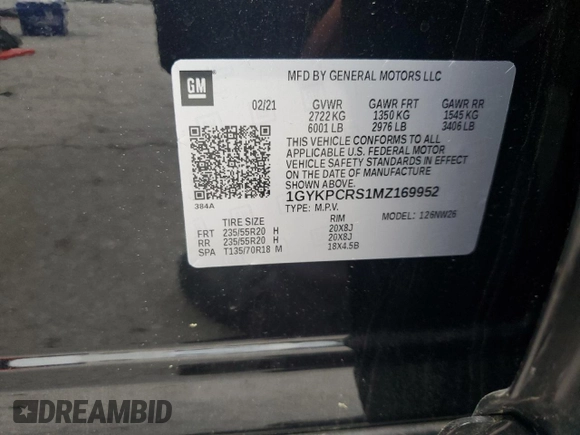 GM
MFD BY GENERAL MOTORS LLC
02/21 GVWR GAWR FRT GAWR RR
2722 KG 1350 KG 1545 KG
6001 LB 2976 LB 3406 LB
THIS VEHICLE CONFORMS TO ALL
APPLICABLE U.S. FEDERAL MOTOR
VEHICLE SAFETY STANDARDS IN EFFECT
ON THE DATE OF MANUFACTURE
SHOWN ABOVE.
1GYKPCRS1MZ169952
384A
TYPE: M.P.V. MODEL: 126NW26
TIRE SIZE RIM
FRT 235/55R20 H 20X8J
RR 235/55R20 H 20X8J
SPA T135/70R18 M 18X4.5B
DREAMBID